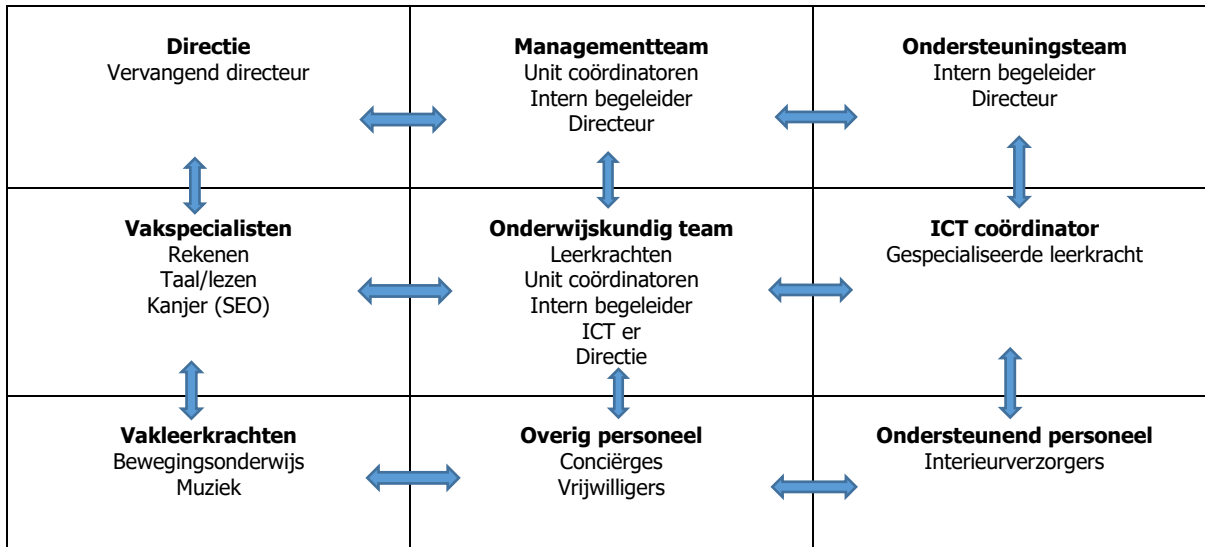 Directie
Vervangend directeur
Managementteam
Unit coördinatoren
Intern begeleider
Directeur
Ondersteuningsteam
Intern begeleider
Directeur
Vakspecialisten
Rekenen
Taal/lezen
Kanjer (SEO)
Onderwijskundig team
Leerkrachten
Unit coördinatoren
Intern begeleider
ICT er
Directie
ICT coördinator
Gespecialiseerde leerkracht
Vakleerkrachten
Bewegingsonderwijs
Muziek
Overig personeel
Conciërges
Vrijwilligers
Ondersteunend personeel
Interieurverzorgers